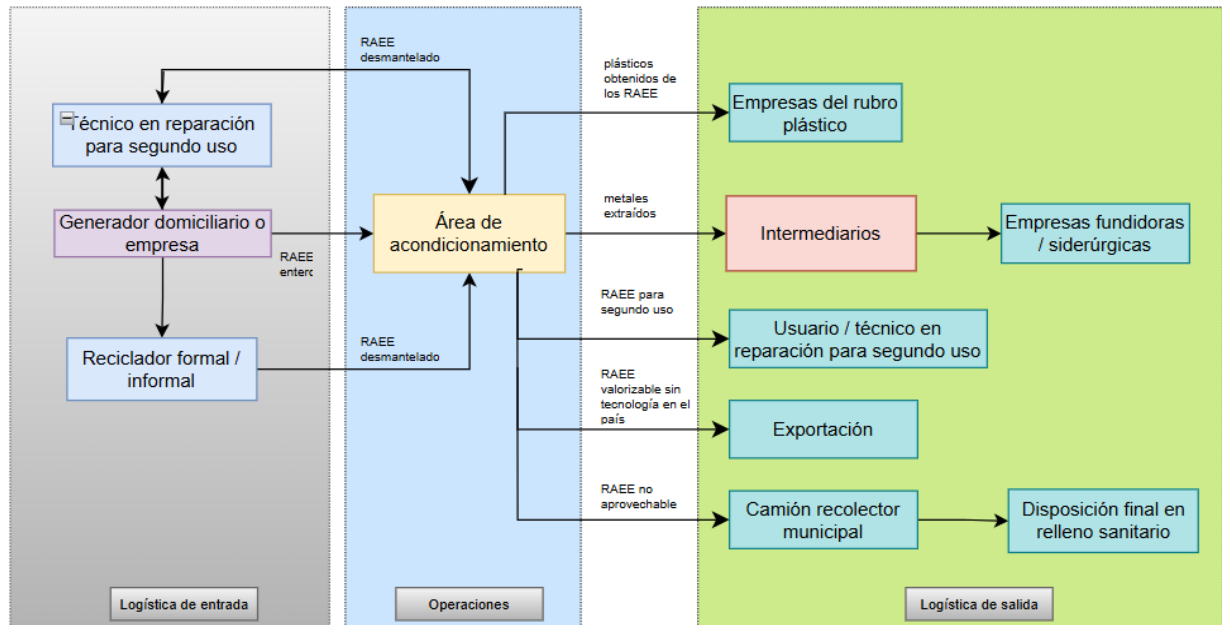 RAEE
desmantelado
Técnico en reparación
para segundo uso
Generador domiciliario o
empresa
RAEE
entero
Reciclador formal /
informal
RAEE
desmantelado
Logística de entrada
Área de
acondicionamiento
Operaciones
plásticos
obtenidos de
los RAEE
Empresas del rubro
plástico
metales
extraídos
Intermediarios
Empresas fundidoras
/ siderúrgicas
RAEE para
segundo uso
Usuario / técnico en
reparación para segundo uso
RAEE
valorizable sin
tecnología en el
país
Exportación
RAEE no
aprovechable
Camión recolector
municipal
Disposición final en
relleno sanitario
Logística de salida